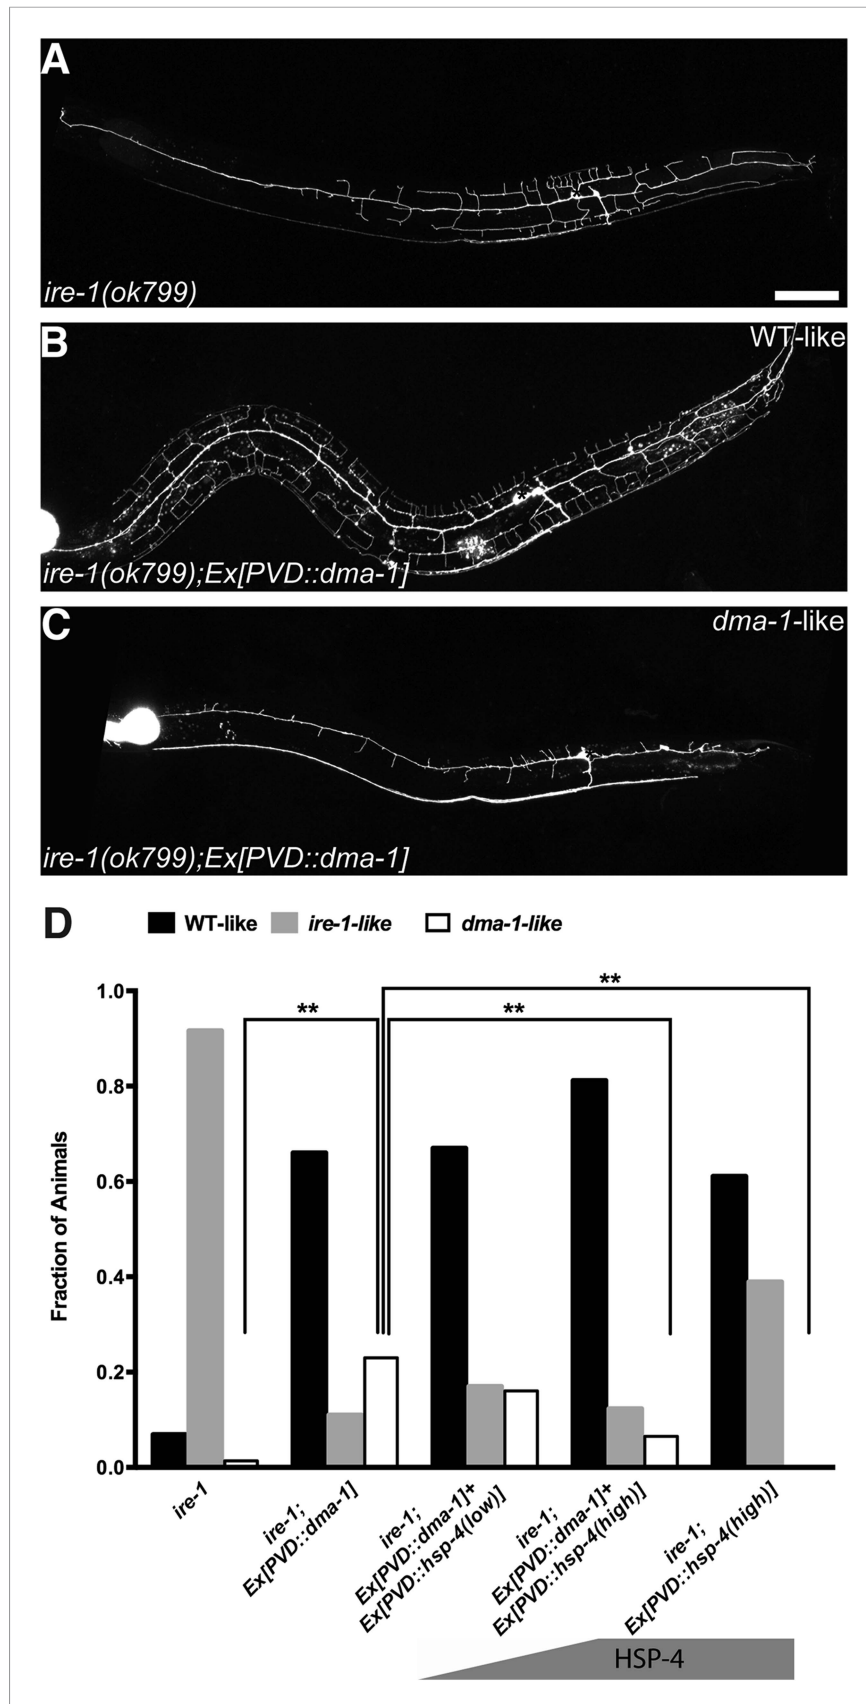 A
ire-1(ok799)
B
WT-like
ire-1(ok799);Ex[PVD::dma-1]
C
dma-1-like
ire-1(ok799);Ex[PVD::dma-1]
D
WT-like ire-1-like dma-1-like
**
** **
1.0
0.8
0.6
0.4
0.2
0.0
Fraction of Animals
ire-1
ire-1;
Ex[PVD::dma-1]
ire-1;
Ex[PVD::dma-1]+
Ex[PVD::hsp-4(low)]
ire-1;
Ex[PVD::dma-1]+
Ex[PVD::hsp-4(high)]
ire-1;
Ex[PVD::hsp-4(high)]
HSP-4